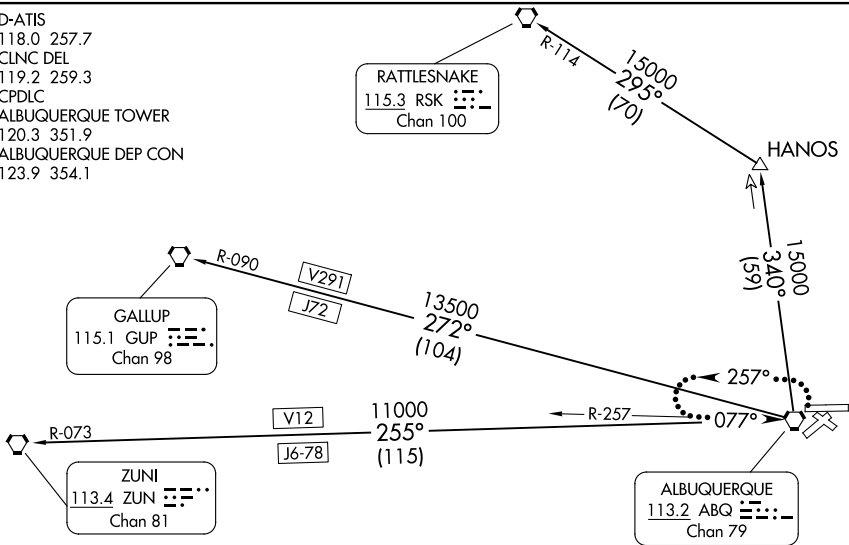 D-ATIS
118.0 257.7
CLNC DEL
119.2 259.3
CPDLC
ALBUQUERQUE TOWER
120.3 351.9
ALBUQUERQUE DEP CON
123.9 354.1
RATTLESNAKE
115.3 RSK
Chan 100
R-114
15000
295°
(70)
HANOS
15000
340°
(59)
GALLUP
115.1 GUP
Chan 98
R-090
V291
J72
13500
272°
(104)
257°
077°
R-257
R-073
V12
J6-78
11000
255°
(115)
ZUNI
113.4 ZUN
Chan 81
ALBUQUERQUE
113.2 ABQ
Chan 79